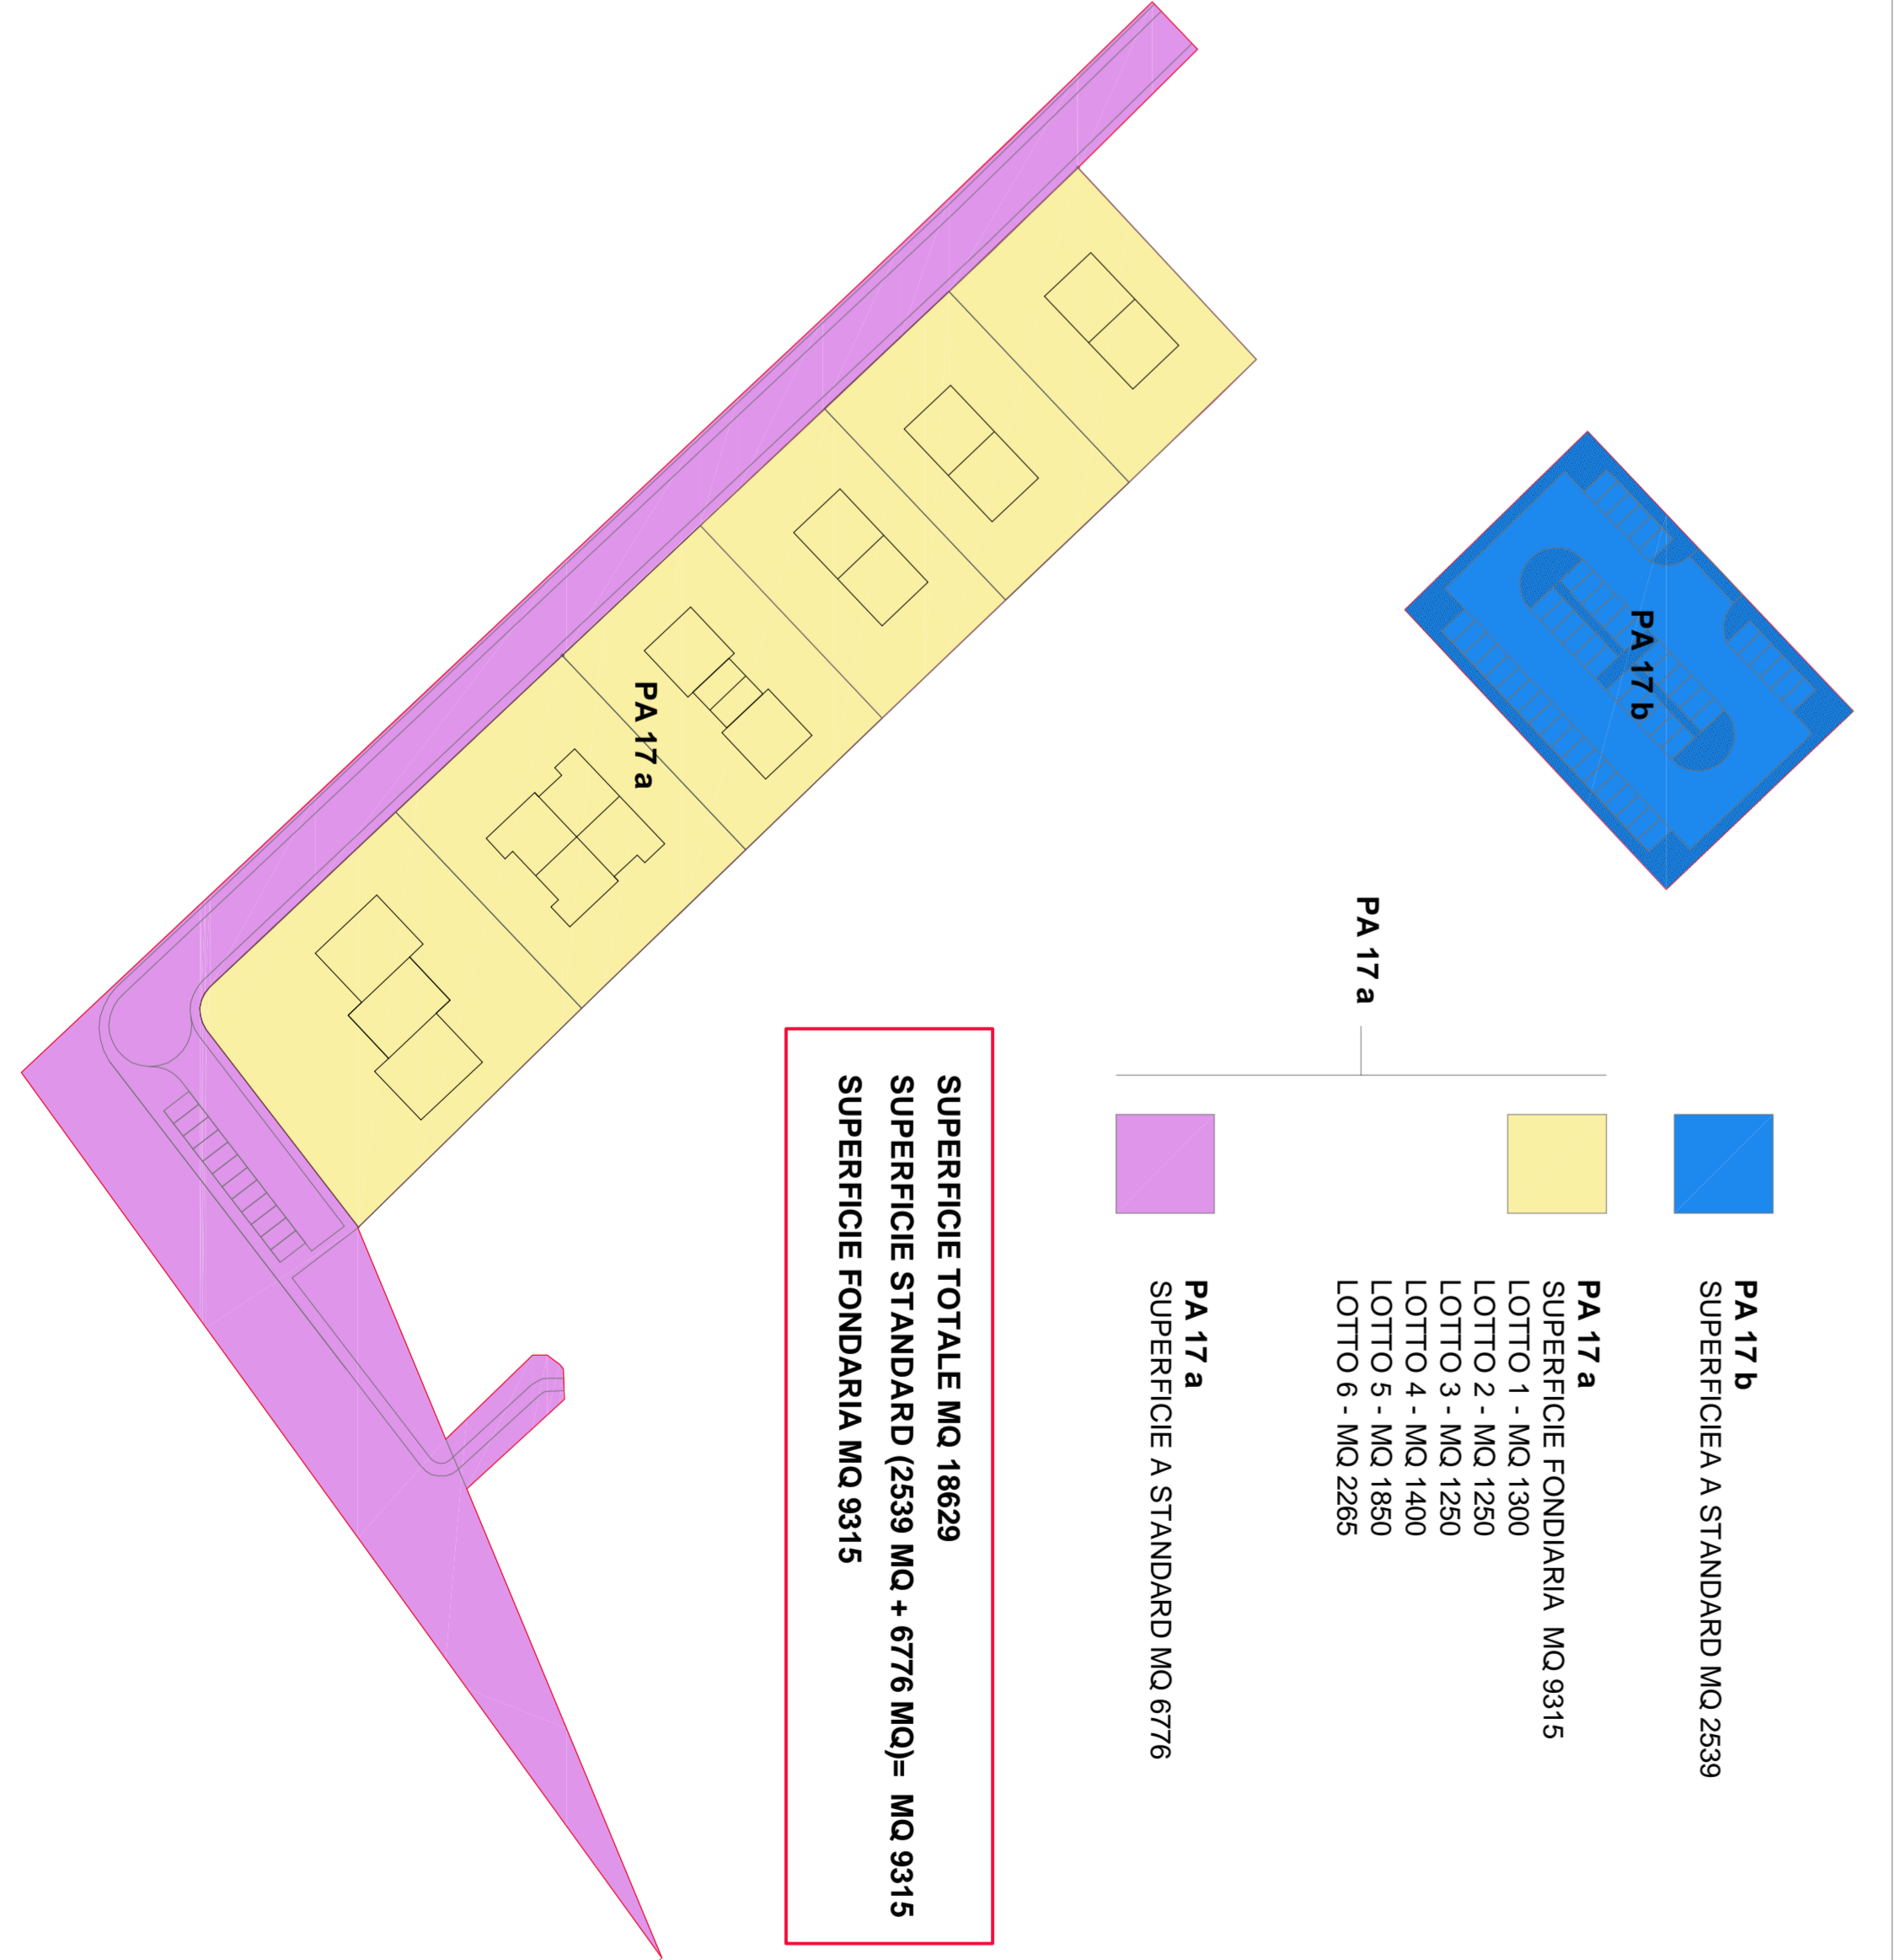 PA 17 b
PA 17 a
PA 17 a
PA 17 b
SUPERFICIEA A STANDARD MQ 2539
PA 17 a
SUPERFICIE FONDIARIA MQ 9315
LOTTO 1 - MQ 1300
LOTTO 2 - MQ 1250
LOTTO 3 - MQ 1250
LOTTO 4 - MQ 1400
LOTTO 5 - MQ 1850
LOTTO 6 - MQ 2265
PA 17 a
SUPERFICIE A STANDARD MQ 6776
SUPERFICIE TOTALE MQ 18629
SUPERFICIE STANDARD (2539 MQ + 6776 MQ)= MQ 9315
SUPERFICIE FONDARIA MQ 9315